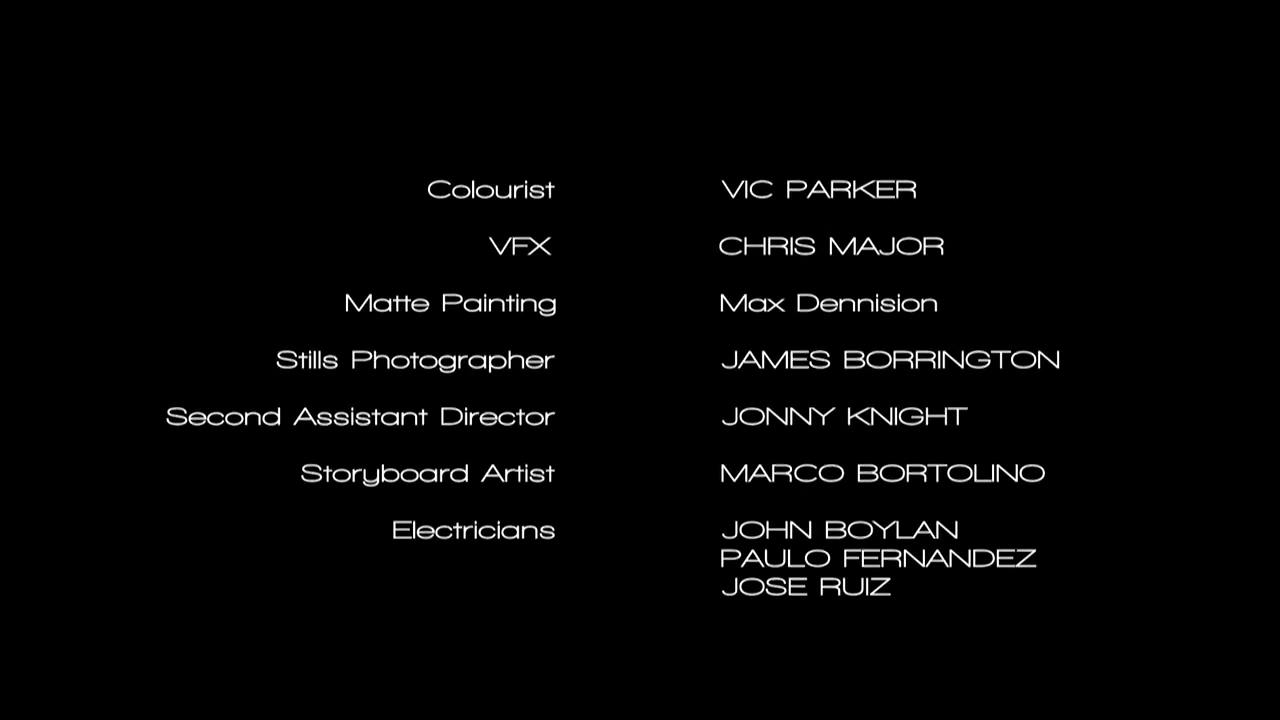 Colourist VIC PARKER
VFX CHRIS MAJOR
Matte Painting Max Dennision
Stills Photographer JAMES BORRINGTON
Second Assistant Director JONNY KNIGHT
Storyboard Artist MARCO BORTOLINO
Electricians JOHN BOYLAN
PAULO FERNANDEZ
JOSE RUIZ